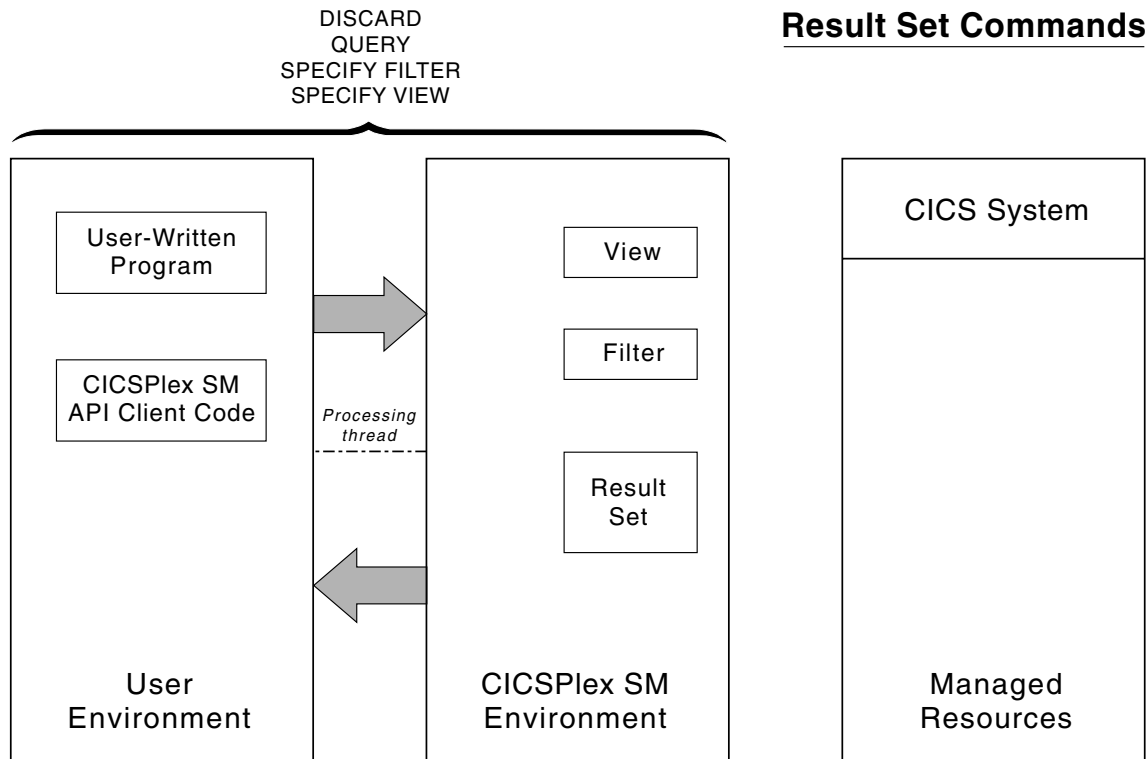 Result Set Commands
DISCARD
QUERY
SPECIFY FILTER
SPECIFY VIEW
User-Written
Program
CICSPlex SM
API Client Code
Processing
thread
View
Filter
Result
Set
CICS System
User
Environment
CICSPlex SM
Environment
Managed
Resources